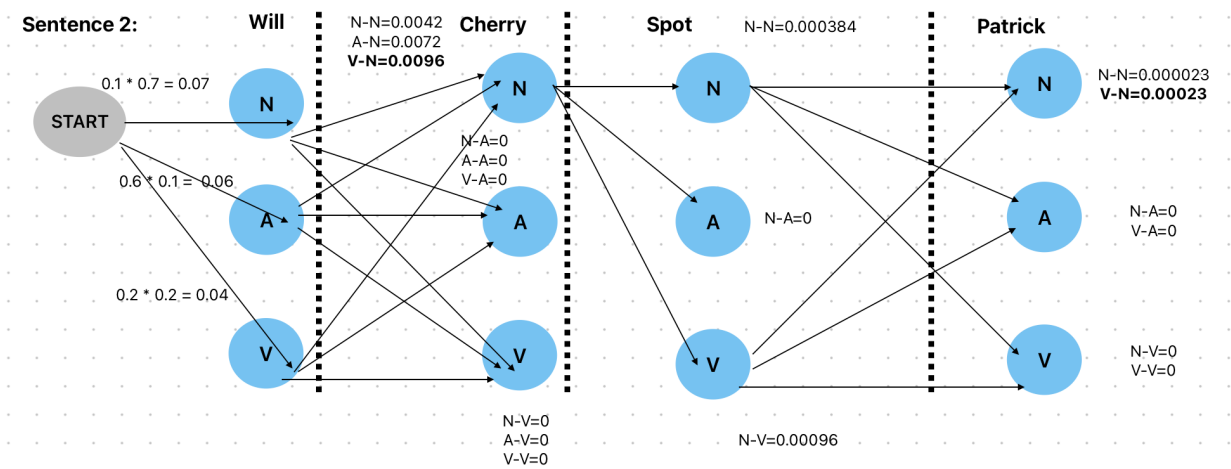 Sentence 2:
Will
N-N=0.0042
A-N=0.0072
V-N=0.0096
Cherry
Spot
N-N=0.000384
Patrick
0.1 * 0.7 = 0.07
START
N
N
N
N
N-N=0.000023
V-N=0.00023
N-A=0
A-A=0
V-A=0
0.6 * 0.1 = 0.06
A
A
A
N-A=0
A
N-A=0
V-A=0
0.2 * 0.2 = 0.04
V
V
V
V
N-V=0
V-V=0
N-V=0
A-V=0
V-V=0
N-V=0.00096